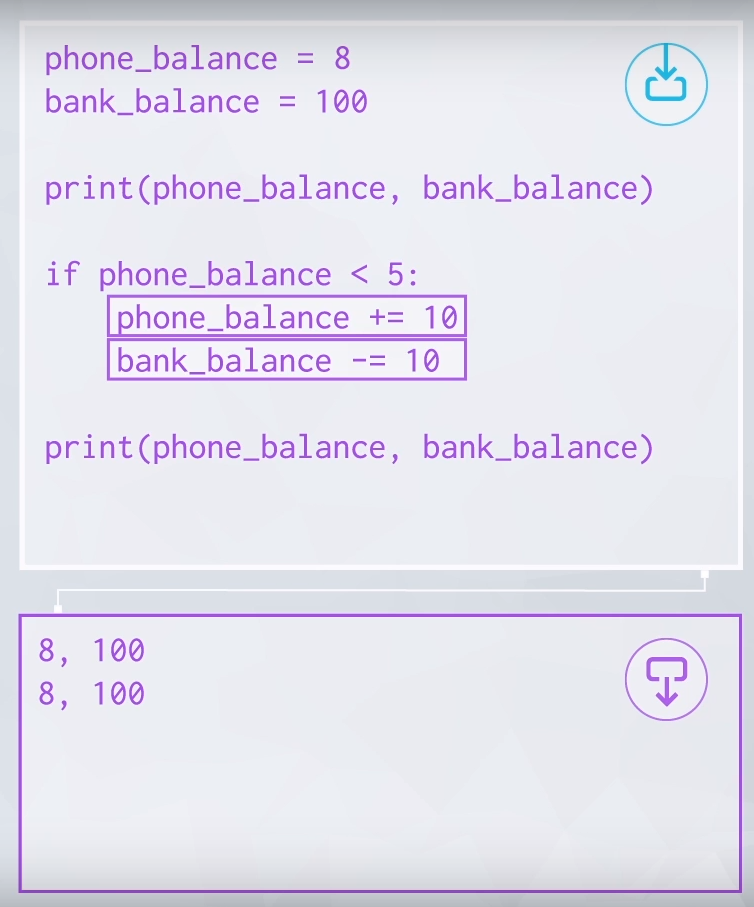 phone_balance = 8
bank_balance = 100
print(phone_balance, bank_balance)
if phone_balance < 5:
    phone_balance += 10
    bank_balance -= 10
print(phone_balance, bank_balance)
8, 100
8, 100